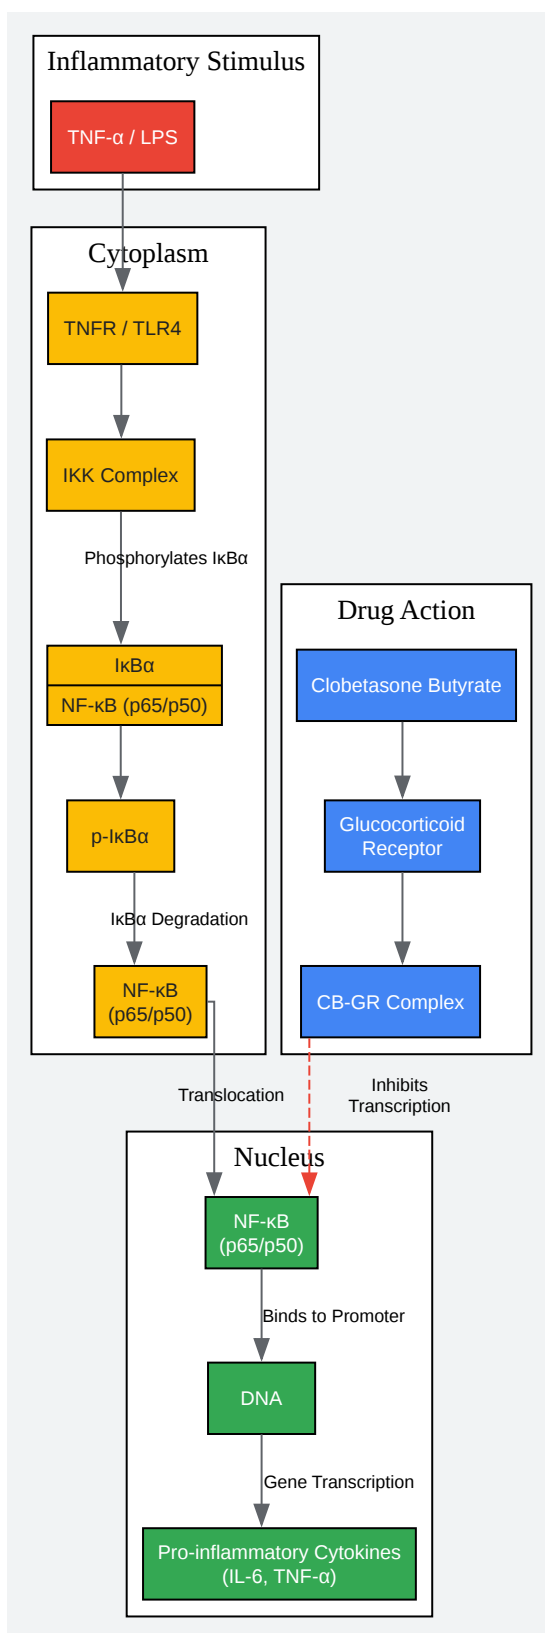 Inflammatory Stimulus
TNF-α / LPS
Cytoplasm
TNFR / TLR4
IKK Complex
Phosphorylates IκBα
IκBα
NF-κB (p65/p50)
p-IκBα
IκBα Degradation
NF-κB
(p65/p50)
Drug Action
Clobetasone Butyrate
Glucocorticoid
Receptor
CB-GR Complex
Translocation
Inhibits
Transcription
Nucleus
NF-κB
(p65/p50)
Binds to Promoter
DNA
Gene Transcription
Pro-inflammatory Cytokines
(IL-6, TNF-α)